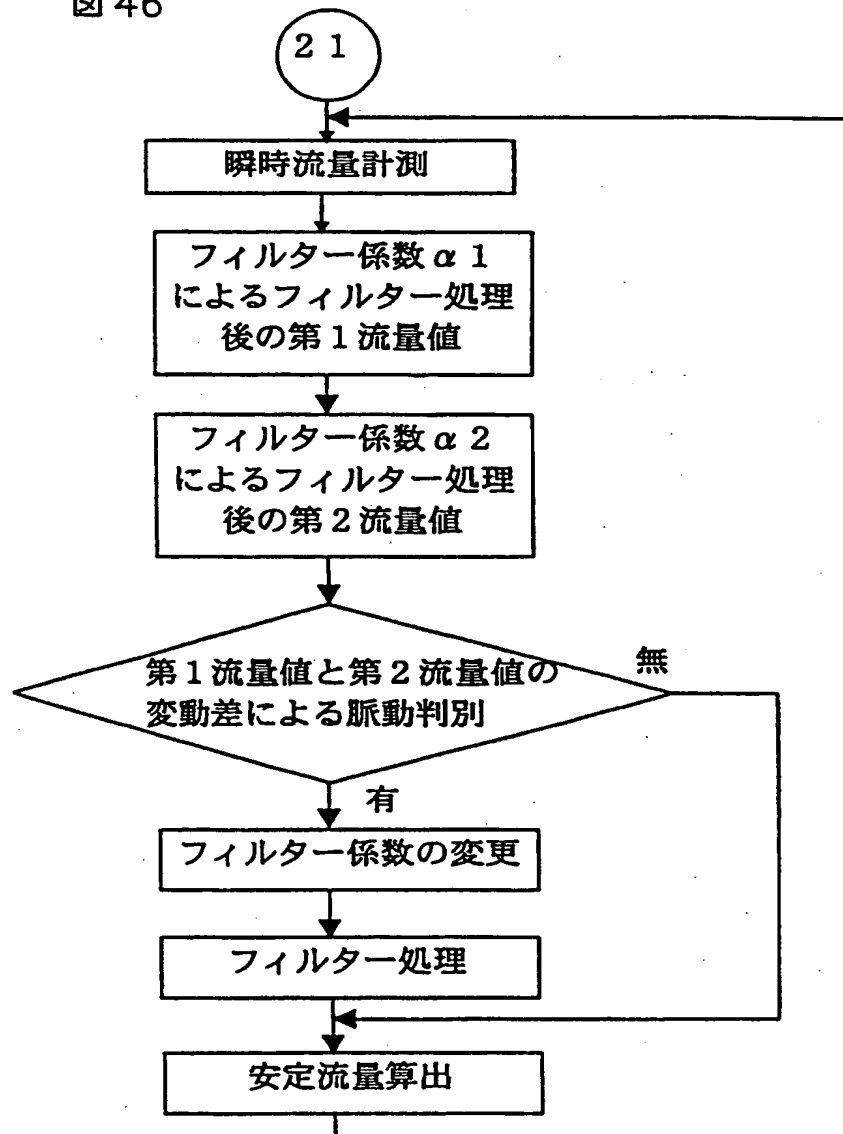 図46
21
瞬時流量計測
フィルター係数α1
によるフィルター処理
後の第1流量値
フィルター係数α2
によるフィルター処理
後の第2流量値
第1流量値と第2流量値の
変動差による脈動判別
無
有
フィルター係数の変更
フィルター処理
安定流量算出